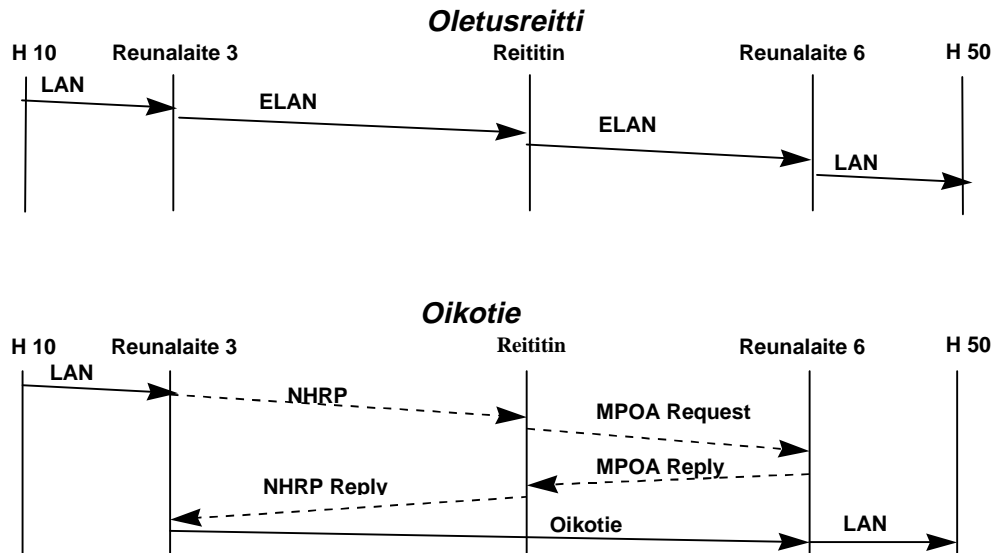 Oletusreitti
H 10 Reunalaite 3 Reititin Reunalaite 6 H 50
LAN
ELAN
ELAN
LAN
Oikotie
H 10 Reunalaite 3 Reititin Reunalaite 6 H 50
LAN
NHRP
MPOA Request
MPOA Reply
NHRP Reply
Oikotie LAN